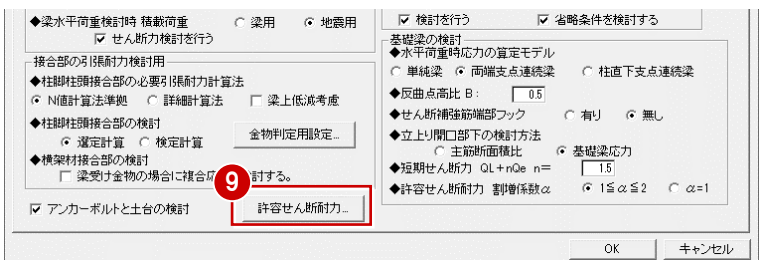 ◆梁水平荷重検討時 積載荷重 梁用 地震用
せん断力検討を行う
接合部の引張耐力検討用
◆柱脚柱頭接合部の必要引張耐力計算法
N値計算法準拠 詳細計算法 梁上低減考慮
◆柱脚柱頭接合部の検討
選定計算 検定計算 金物判定用設定...
◆横架材接合部の検討
梁受け金物の場合に複合応 討する。
9
アンカーボルトと土台の検討 許容せん断耐力...
検討を行う 省略条件を検討する
基礎梁の検討
◆水平荷重時応力の算定モデル
単純梁 両端支点連続梁 柱直下支点連続梁
◆反曲点高比 B: 0.5
◆せん断補強筋端部フック 有り 無し
◆立上り開口部下の検討方法
主筋断面積比 基礎梁応力
◆短期せん断力 QL+nQe n= 1.5
◆許容せん断耐力 割増係数α 1≦α≦2 α=1
OK キャンセル